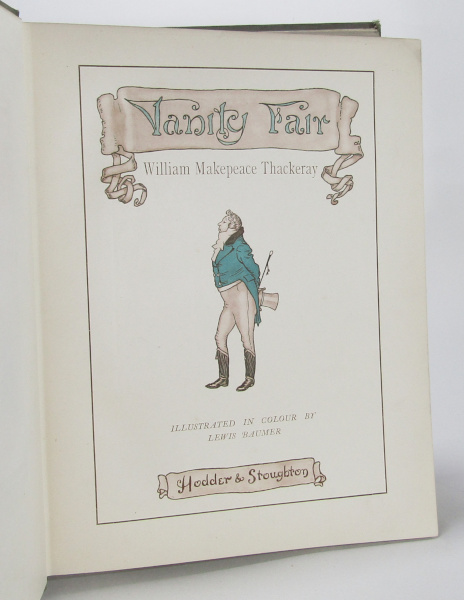 Vanity Fair
William Makepeace Thackeray
ILLUSTRATED IN COLOUR BY
LEWIS BAUMER
Hodder & Stoughton